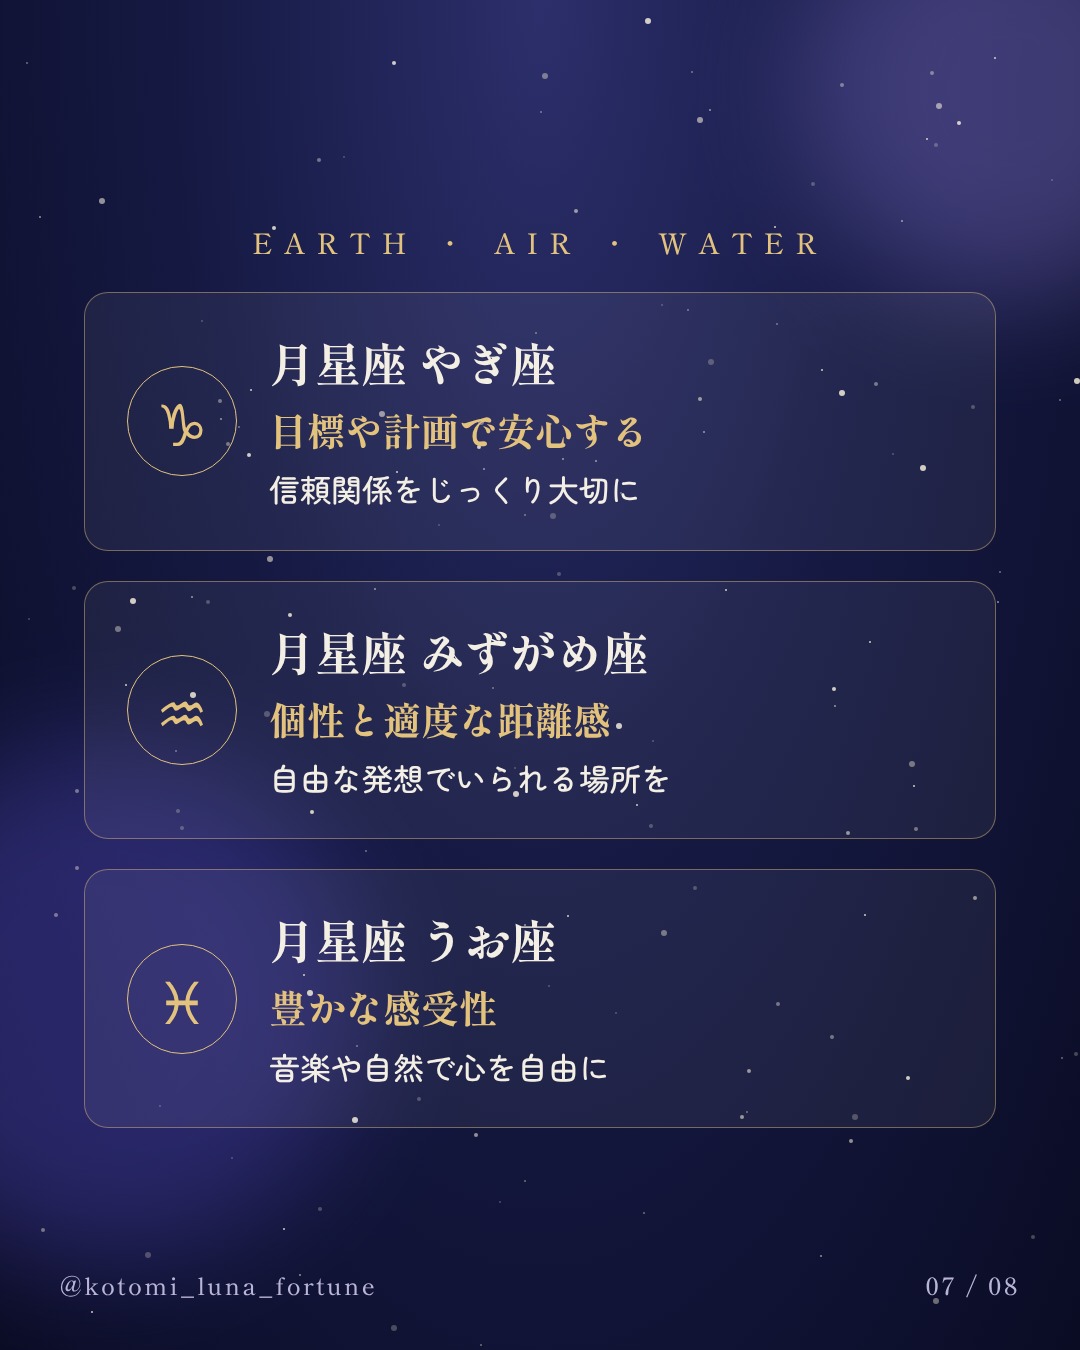 EARTH · AIR · WATER
♑
月星座 やぎ座
目標や計画で安心する
信頼関係をじっくり大切に
♒
月星座 みずがめ座
個性と適度な距離感
自由な発想でいられる場所を
♓
月星座 うお座
豊かな感受性
音楽や自然で心を自由に
@kotomi_luna_fortune
07 / 08